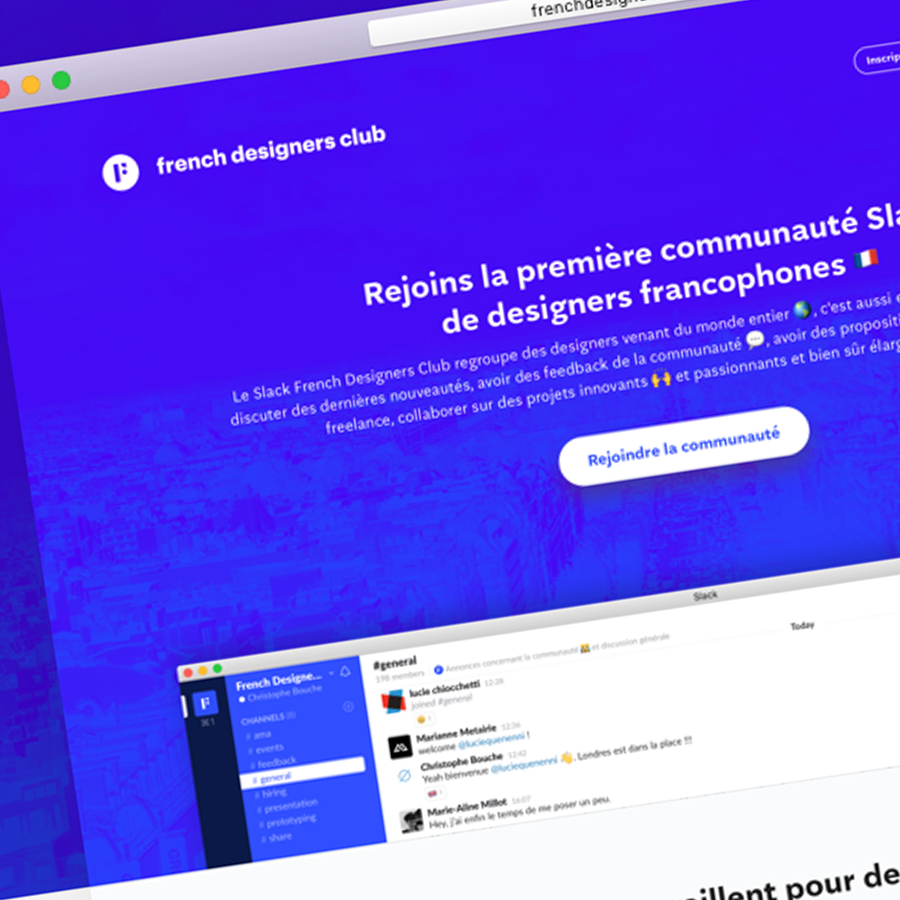 frenchdesign
Inscrip
french designers club
Rejoins la première communauté Sla
de designers francophones 🇫🇷
Le Slack French Designers Club regroupe des designers venant du monde entier 🌎, c'est aussi e
discuter des dernières nouveautés, avoir des feedback de la communauté 💬, avoir des propositi
freelance, collaborer sur des projets innovants 🙌 et passionnants et bien sûr élarg
Rejoindre la communauté
Slack
Today
French Designe...
Christophe Bouche
⌘1
CHANNELS (8)
# ama
# events
# feedback
# general
# hiring
# presentation
# prototyping
# share
#general
198 members
Annonces concernant la communauté et discussion générale
lucie chiocchetti 12:28
joined #general
Marianne Metairie 12:36
welcome @luciequenenni !
Christophe Bouche 12:42
Yeah bienvenue @luciequenenni 👋, Londres est dans la place !!!
Marie-Aline Millot 16:07
Hey, j'ai enfin le temps de me poser un peu.
aillent pour de